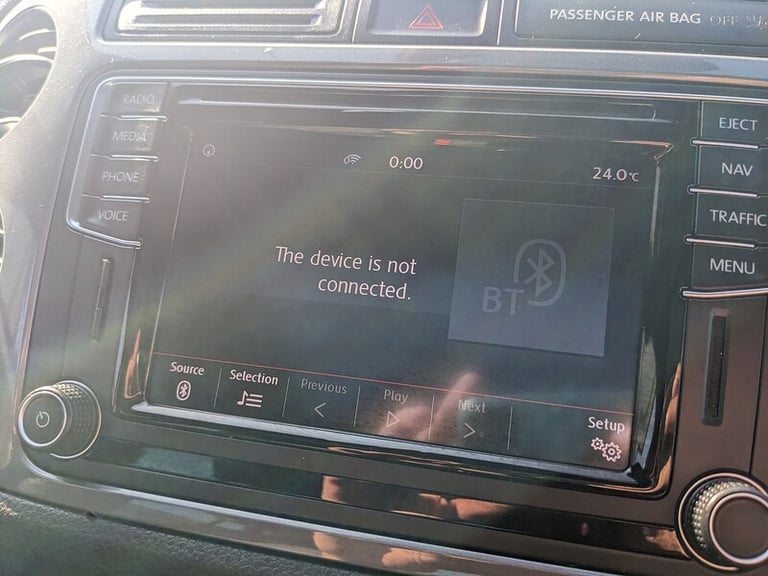 PASSENGER AIR BAG OFF
RADIO
MEDIA
PHONE
VOICE
EJECT
NAV
TRAFFIC
MENU
0:00
24.0°C
The device is not
connected.
BT
Source
Selection
Previous
Play
Next
Setup